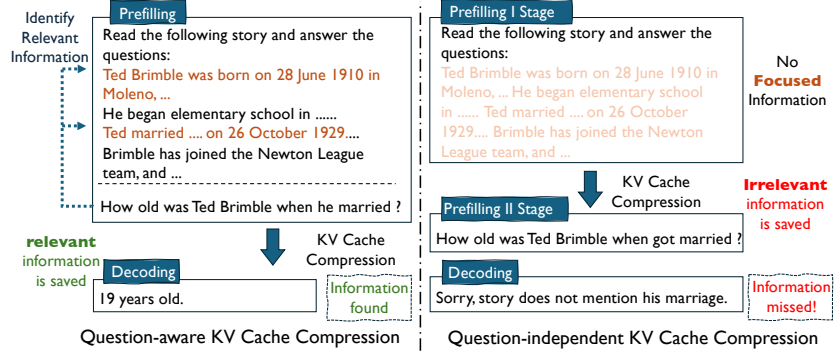 Identify
Relevant
Information
Prefilling
Read the following story and answer the
questions:
Ted Brimble was born on 28 June 1910 in
Moleno, ...
He began elementary school in ......
Ted married .... on 26 October 1929....
Brimble has joined the Newton League
team, and ...
How old was Ted Brimble when he married ?
relevant
information
is saved
KV Cache
Compression
Decoding
19 years old.
Information
found
Question-aware KV Cache Compression
Prefilling I Stage
Read the following story and answer the
questions:
Ted Brimble was born on 28 June 1910 in
Moleno, ... He began elementary school
in ...... Ted married .... on 26 October
1929.... Brimble has joined the Newton
League team, and ...
No
Focused
Information
KV Cache
Compression
Irrelevant
information
is saved
Prefilling II Stage
How old was Ted Brimble when got married ?
Decoding
Sorry, story does not mention his marriage.
Information
missed!
Question-independent KV Cache Compression